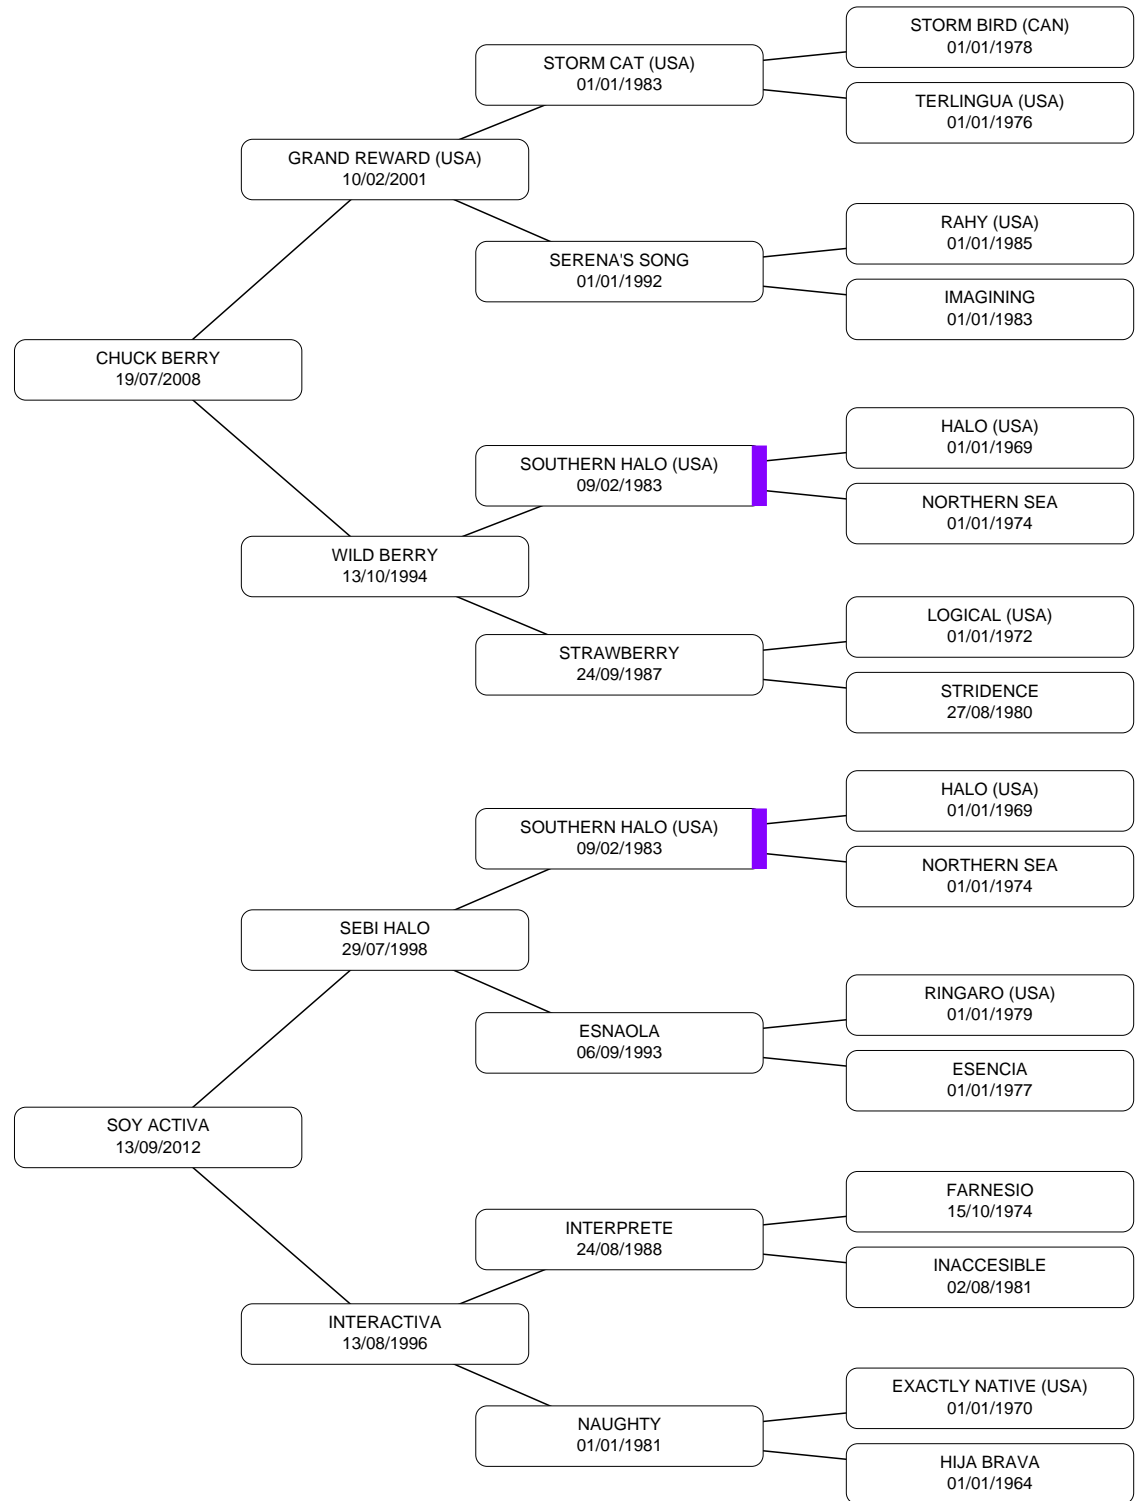 STORM BIRD (CAN)
01/01/1978
STORM CAT (USA)
01/01/1983
TERLINGUA (USA)
01/01/1976
GRAND REWARD (USA)
10/02/2001
RAHY (USA)
01/01/1985
SERENA'S SONG
01/01/1992
IMAGINING
01/01/1983
CHUCK BERRY
19/07/2008
HALO (USA)
01/01/1969
SOUTHERN HALO (USA)
09/02/1983
NORTHERN SEA
01/01/1974
WILD BERRY
13/10/1994
LOGICAL (USA)
01/01/1972
STRAWBERRY
24/09/1987
STRIDENCE
27/08/1980
HALO (USA)
01/01/1969
SOUTHERN HALO (USA)
09/02/1983
NORTHERN SEA
01/01/1974
SEBI HALO
29/07/1998
RINGARO (USA)
01/01/1979
ESNAOLA
06/09/1993
ESENCIA
01/01/1977
SOY ACTIVA
13/09/2012
FARNESIO
15/10/1974
INTERPRETE
24/08/1988
INACCESIBLE
02/08/1981
INTERACTIVA
13/08/1996
EXACTLY NATIVE (USA)
01/01/1970
NAUGHTY
01/01/1981
HIJA BRAVA
01/01/1964